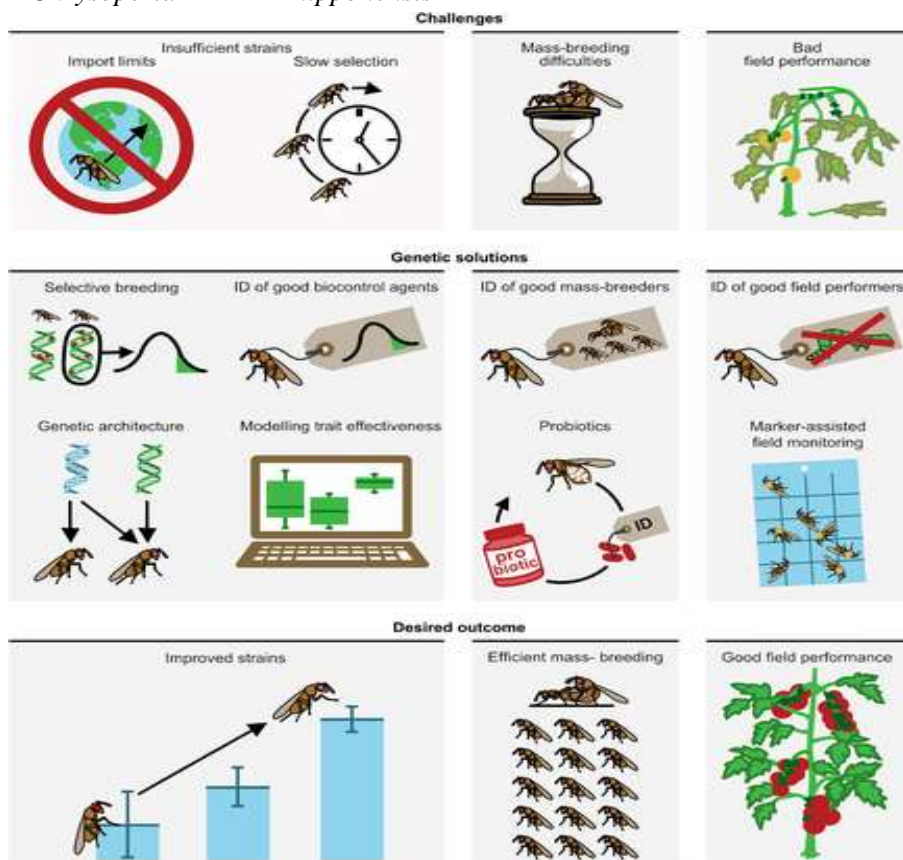 Challenges
Insufficient strains
Import limits
Slow selection
Mass-breeding
difficulties
Bad
field performance
Genetic solutions
Selective breeding
ID of good biocontrol agents
ID of good mass-breeders
ID of good field performers
Genetic architecture
Modelling trait effectiveness
Probiotics
Marker-assisted
field monitoring
ID
pro
biotic
Desired outcome
Improved strains
Efficient mass- breeding
Good field performance